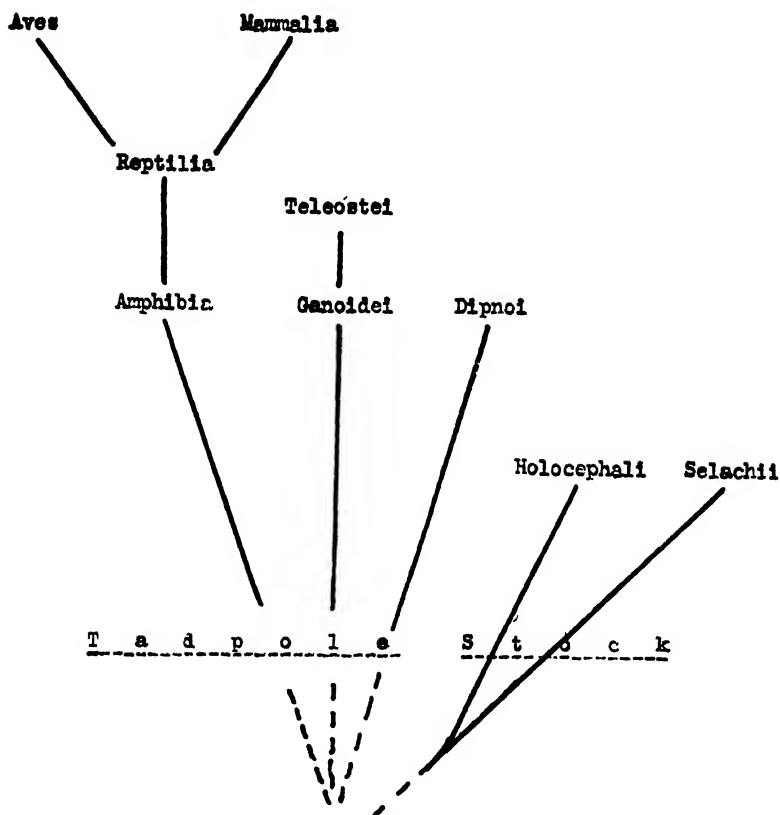 Aves Mammalia
Reptilia
Teleostei
Amphibia Ganoidei Dipnoi
Holocephali Selachii
T a d p o l e S t o c k